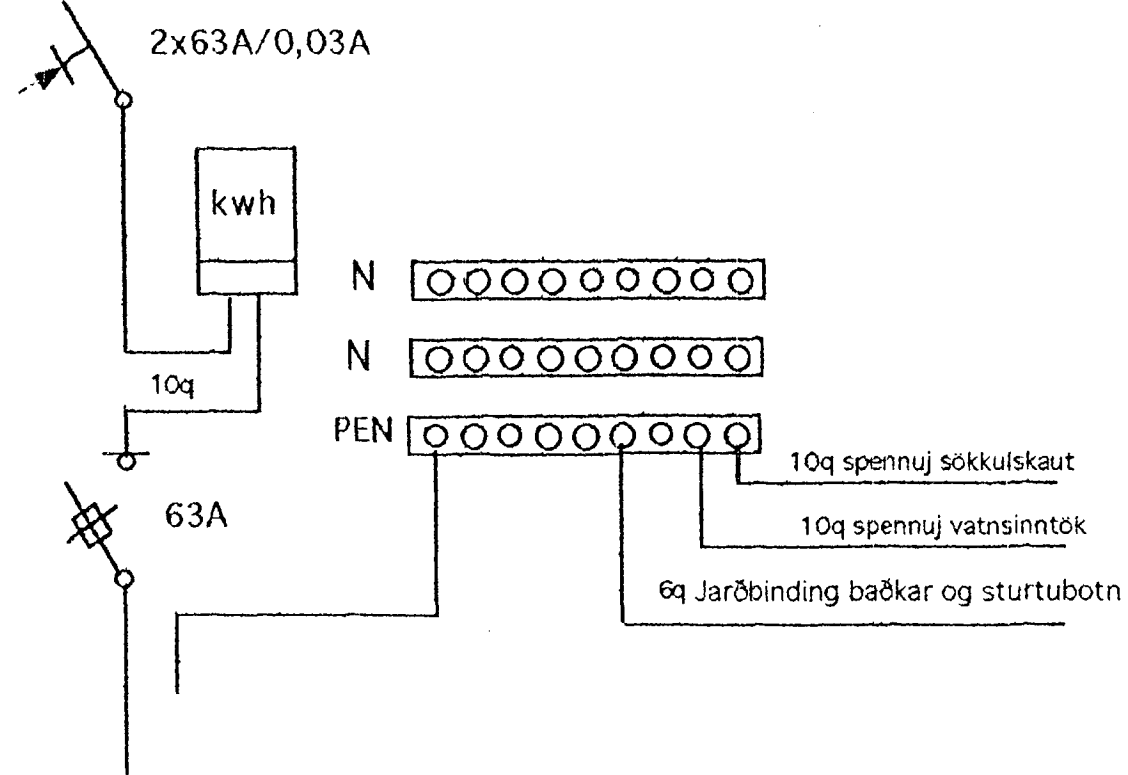 2x63A/0,03A
kwh
N
N
10q
PEN
10q spennuj sökkulskaut
63A
10q spennuj vatnsinntök
6q Jarðbinding baðkar og sturtubotn